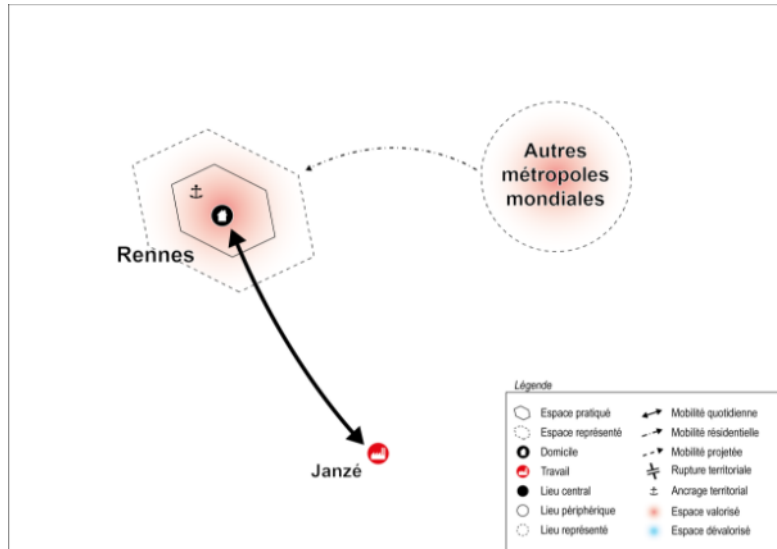 Autres
métropoles
mondiales
Rennes
Janzé
Légende
Espace pratiqué
Espace représenté
Domicile
Travail
Lieu central
Lieu périphérique
Lieu représenté
Mobilité quotidienne
Mobilité résidentielle
Mobilité projetée
Rupture territoriale
Ancrage territorial
Espace valorisé
Espace dévalorisé